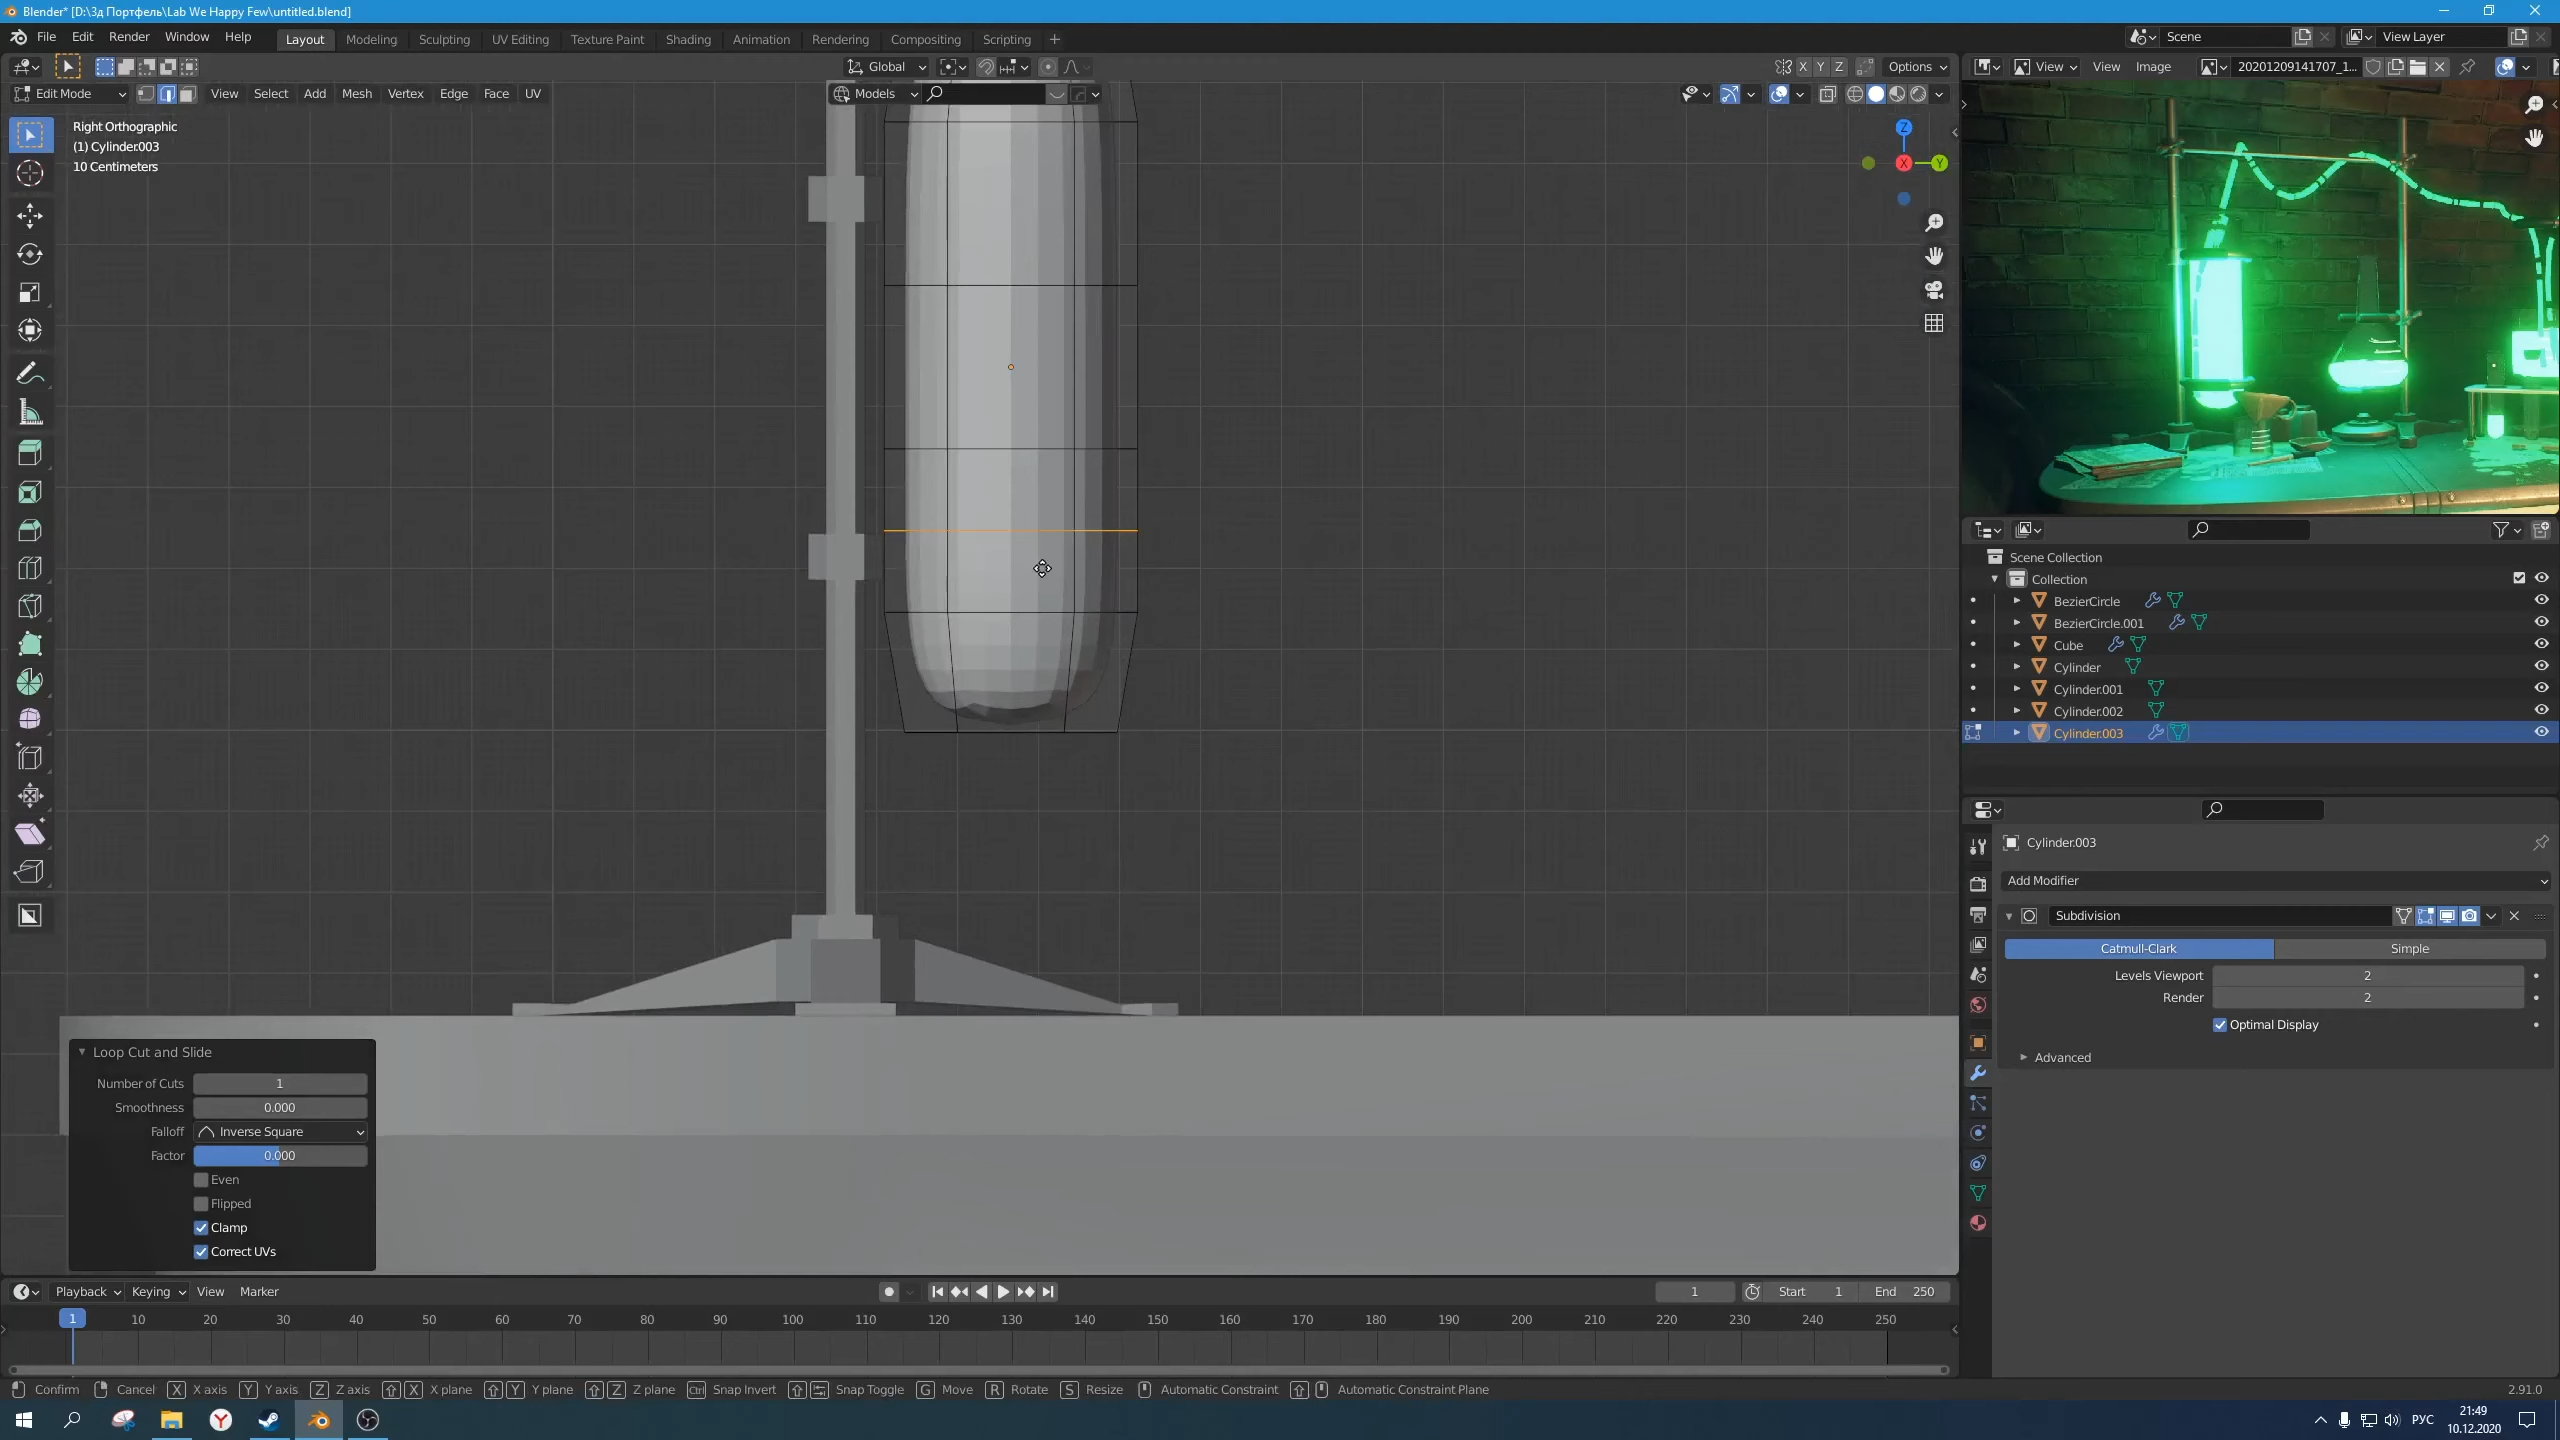 Blender* [D:\3д Портфель\Lab We Happy Few\untitled.blend]
File Edit Render Window Help Layout Modeling Sculpting UV Editing Texture Paint Shading Animation Rendering Compositing Scripting
Scene View Layer
Global X Y Z Options
View View Image 20201209141707_1...
Edit Mode View Select Add Mesh Vertex Edge Face UV
Models
Right Orthographic
(1) Cylinder.003
10 Centimeters
Z
X
Y
Scene Collection
Collection
BezierCircle
BezierCircle.001
Cube
Cylinder
Cylinder.001
Cylinder.002
Cylinder.003
Cylinder.003
Add Modifier
Subdivision
Catmull-Clark Simple
Levels Viewport 2
Render 2
Optimal Display
Advanced
Loop Cut and Slide
Number of Cuts 1
Smoothness 0.000
Falloff Inverse Square
Factor 0.000
Even
Flipped
Clamp
Correct UVs
Playback Keying View Marker 1 Start 1 End 250
1 10 20 30 40 50 60 70 80 90 100 110 120 130 140 150 160 170 180 190 200 210 220 230 240 250
Confirm Cancel X X axis Y Y axis Z Z axis X X plane Y Y plane Z Z plane Ctrl Snap Invert Snap Toggle G Move R Rotate S Resize Automatic Constraint Automatic Constraint Plane 2.91.0
РУС
21:49
10.12.2020